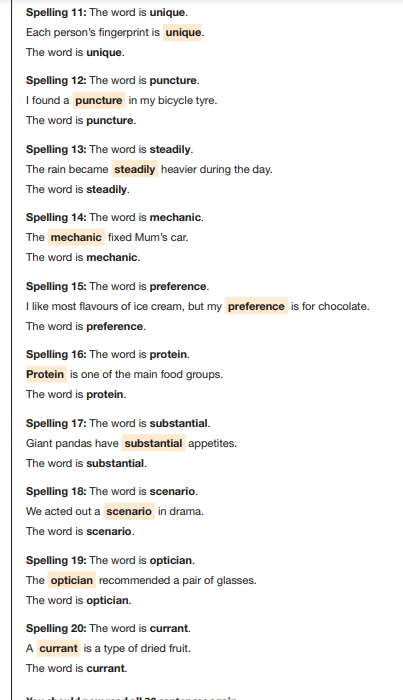 Spelling 11: The word is unique.
Each person's fingerprint is unique.
The word is unique.
Spelling 12: The word is puncture.
I found a puncture in my bicycle tyre.
The word is puncture.
Spelling 13: The word is steadily.
The rain became steadily heavier during the day.
The word is steadily.
Spelling 14: The word is mechanic.
The mechanic fixed Mum's car.
The word is mechanic.
Spelling 15: The word is preference.
I like most flavours of ice cream, but my preference is for chocolate.
The word is preference.
Spelling 16: The word is protein.
Protein is one of the main food groups.
The word is protein.
Spelling 17: The word is substantial.
Giant pandas have substantial appetites.
The word is substantial.
Spelling 18: The word is scenario.
We acted out a scenario in drama.
The word is scenario.
Spelling 19: The word is optician.
The optician recommended a pair of glasses.
The word is optician.
Spelling 20: The word is currant.
A currant is a type of dried fruit.
The word is currant.